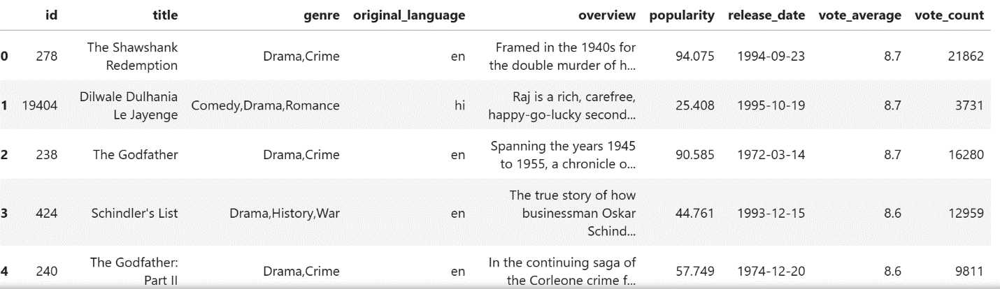 id title genre original_language overview popularity release_date vote_average vote_count
0 278 The Shawshank Redemption Drama,Crime en Framed in the 1940s for the double murder of h... 94.075 1994-09-23 8.7 21862
1 19404 Dilwale Dulhania Le Jayenge Comedy,Drama,Romance hi Raj is a rich, carefree, happy-go-lucky second... 25.408 1995-10-19 8.7 3731
2 238 The Godfather Drama,Crime en Spanning the years 1945 to 1955, a chronicle o... 90.585 1972-03-14 8.7 16280
3 424 Schindler's List Drama,History,War en The true story of how businessman Oskar Schind... 44.761 1993-12-15 8.6 12959
4 240 The Godfather: Part II Drama,Crime en In the continuing saga of the Corleone crime f... 57.749 1974-12-20 8.6 9811